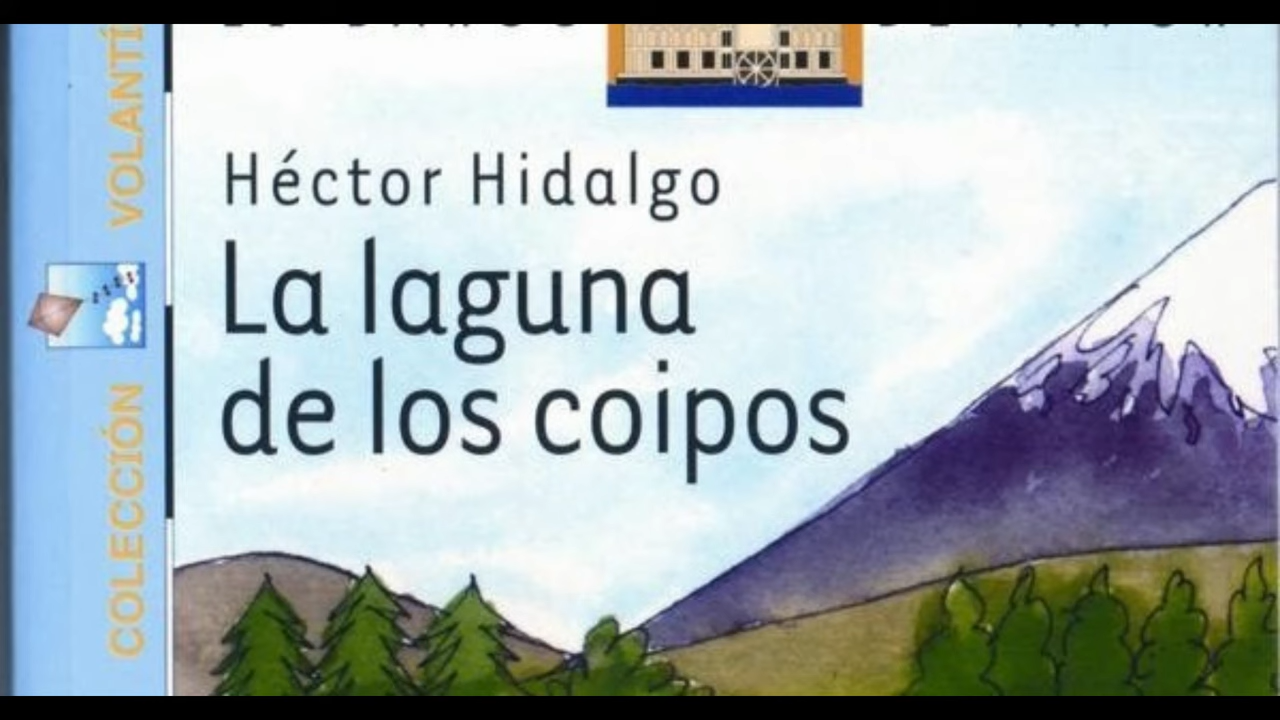 Héctor Hidalgo
La laguna
de los coipos
COLECCIÓN VOLANTÍ